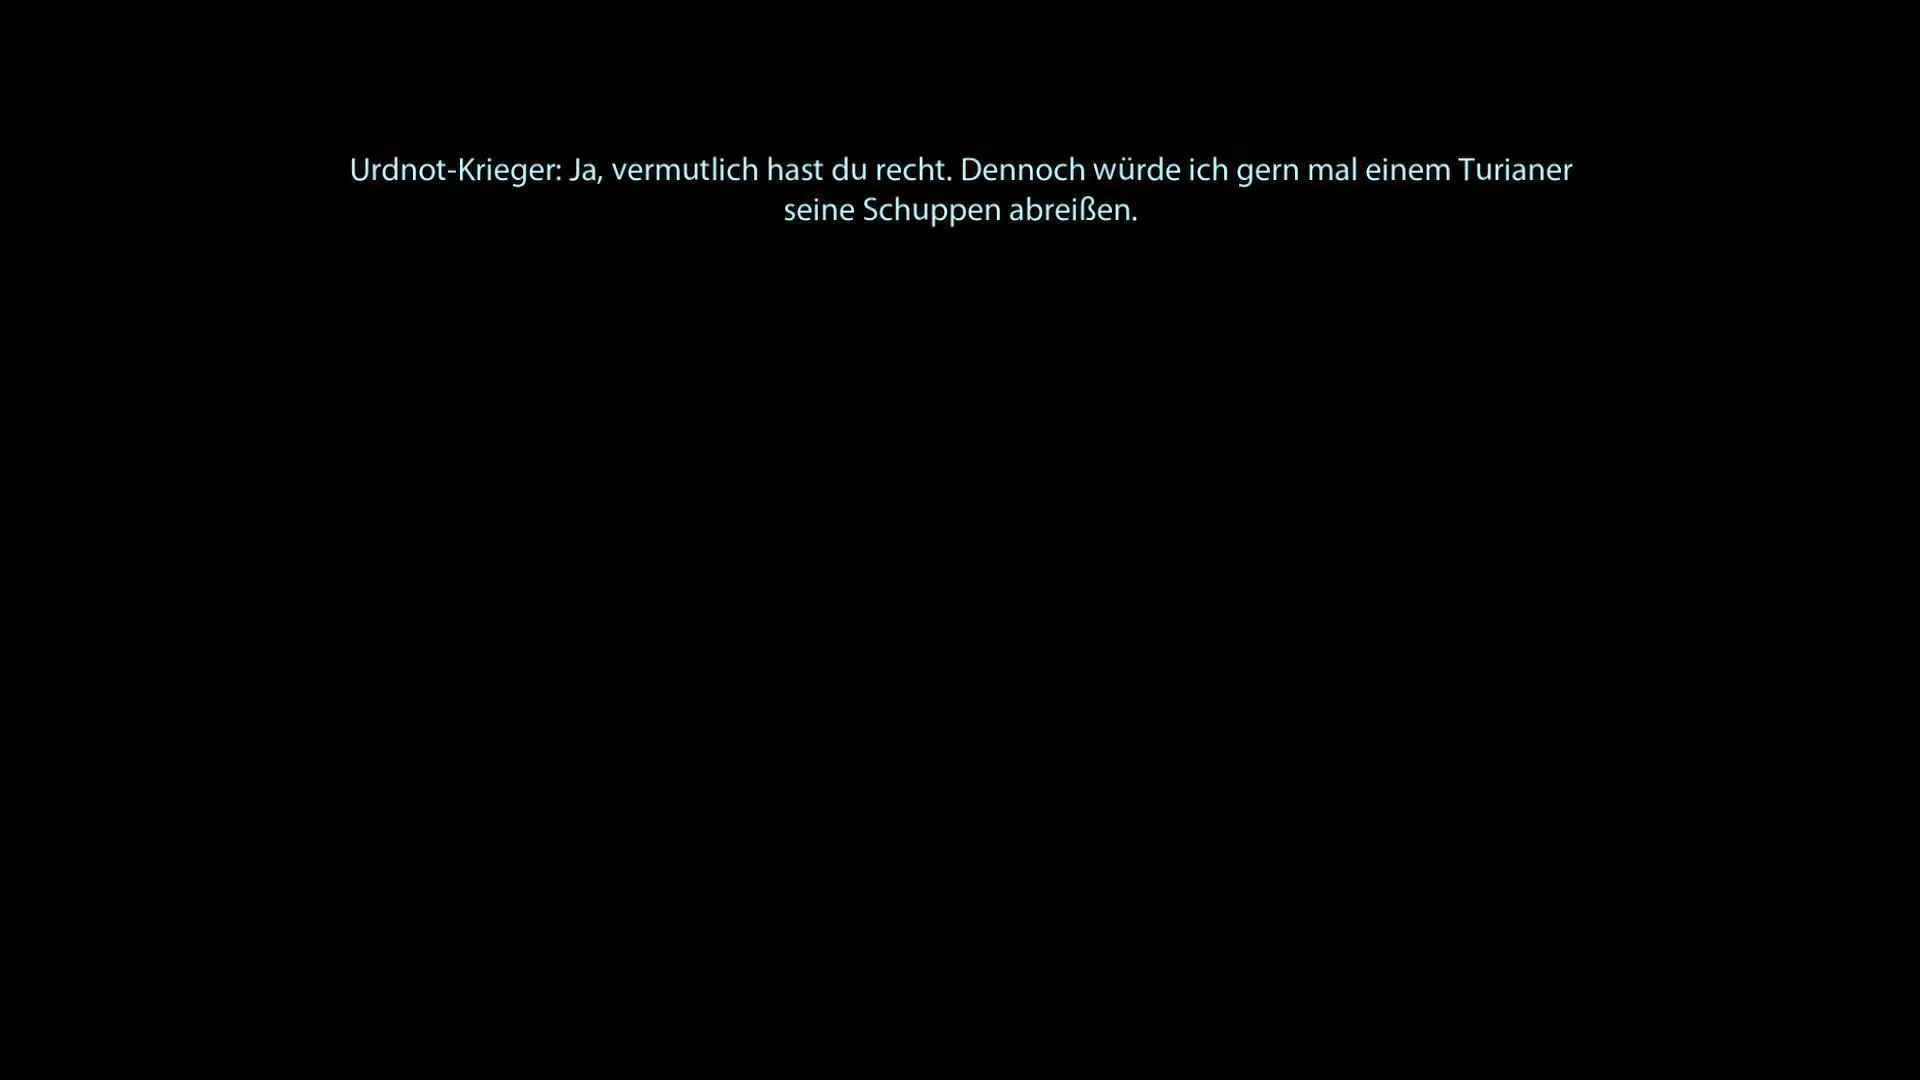 Urdnot-Krieger: Ja, vermutlich hast du recht. Dennoch würde ich gern mal einem Turianer
seine Schuppen abreißen.